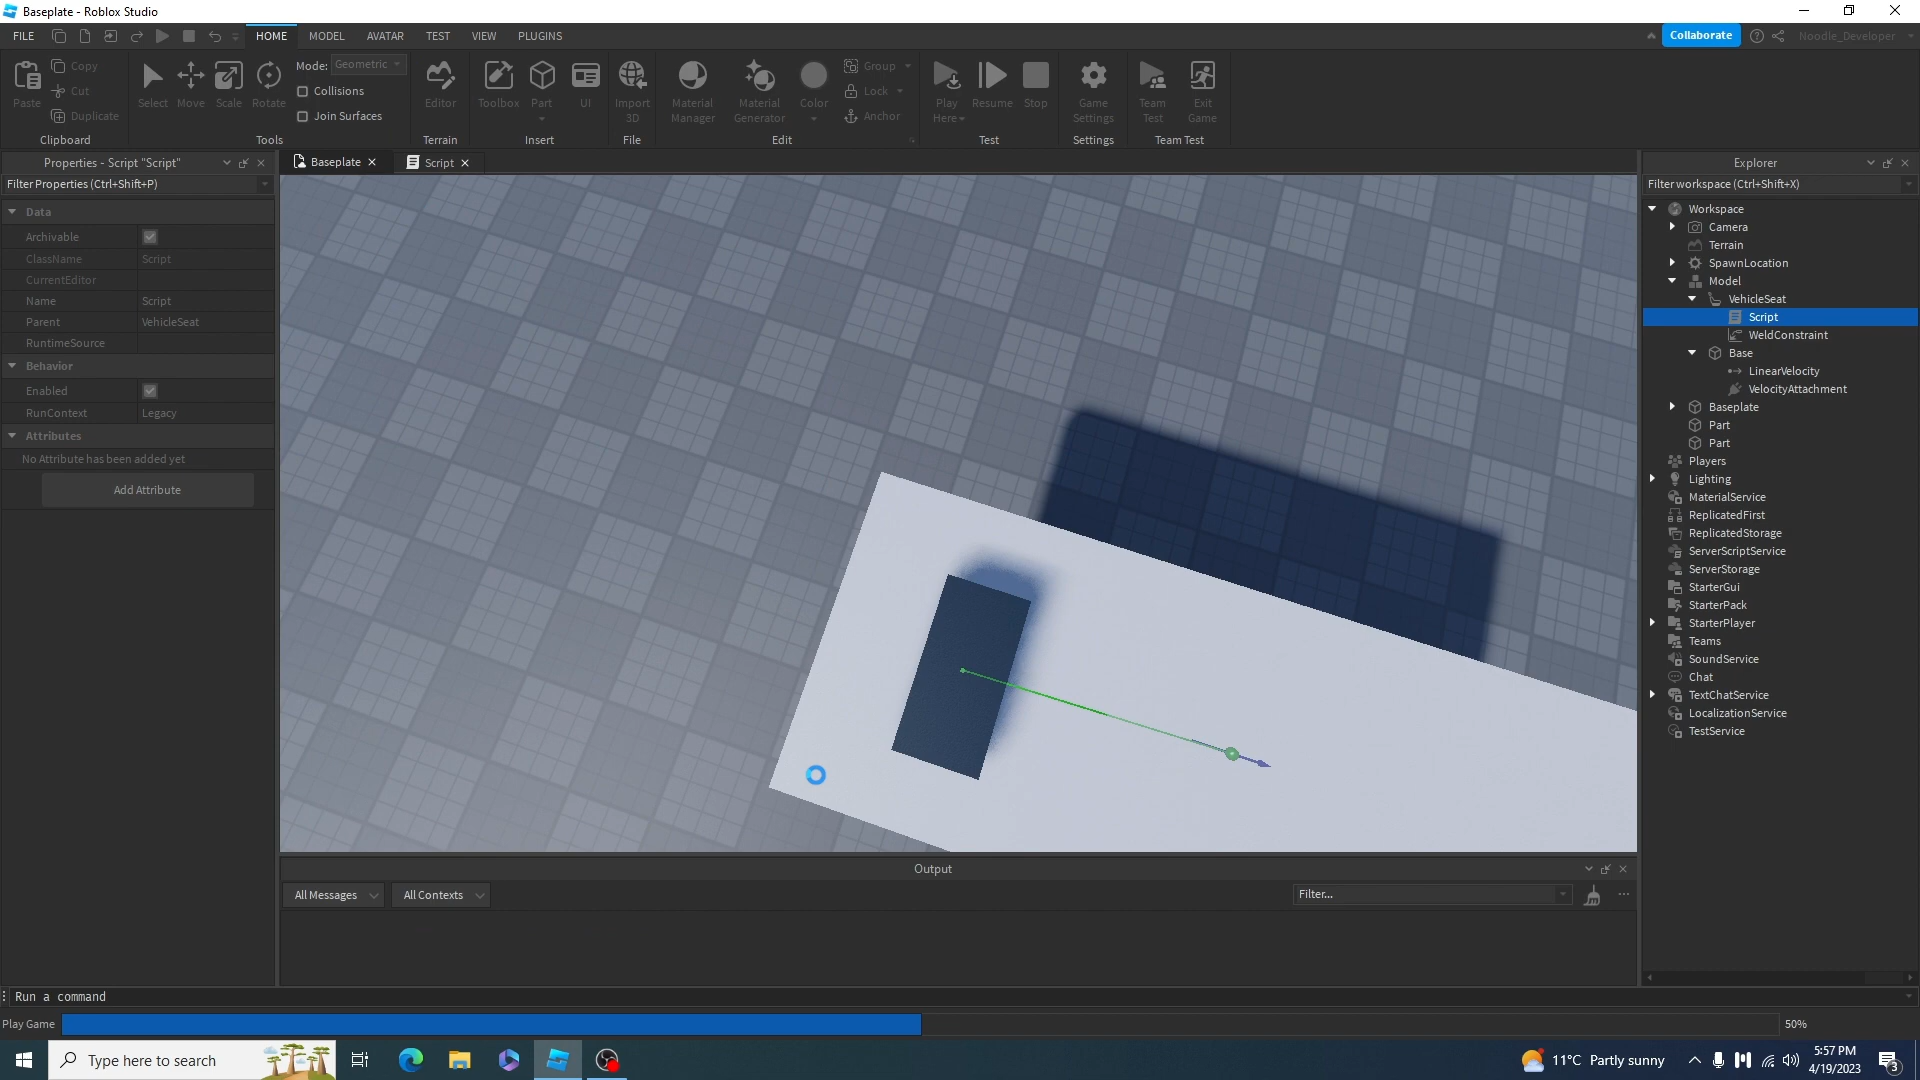 Baseplate - Roblox Studio
FILE
HOME
MODEL
AVATAR
TEST
VIEW
PLUGINS
Collaborate
Noodle_Developer
Paste
Copy
Cut
Duplicate
Clipboard
Select
Move
Scale
Rotate
Mode: Geometric
Collisions
Join Surfaces
Tools
Editor
Terrain
Toolbox
Part
UI
Insert
Import
3D
File
Material
Manager
Material
Generator
Color
Group
Lock
Anchor
Edit
Play
Here
Resume
Stop
Test
Game
Settings
Settings
Team
Test
Exit
Game
Team Test
Properties - Script "Script"
Filter Properties (Ctrl+Shift+P)
Data
Archivable
ClassName Script
CurrentEditor
Name Script
Parent VehicleSeat
RuntimeSource
Behavior
Enabled
RunContext Legacy
Attributes
No Attribute has been added yet
Add Attribute
Baseplate
Script
Explorer
Filter workspace (Ctrl+Shift+X)
Workspace
Camera
Terrain
SpawnLocation
Model
VehicleSeat
Script
WeldConstraint
Base
LinearVelocity
VelocityAttachment
Baseplate
Part
Part
Players
Lighting
MaterialService
ReplicatedFirst
ReplicatedStorage
ServerScriptService
ServerStorage
StarterGui
StarterPack
StarterPlayer
Teams
SoundService
Chat
TextChatService
LocalizationService
TestService
Output
All Messages
All Contexts
Filter...
Run a command
Play Game
50%
Type here to search
11°C Partly sunny
5:57 PM
4/19/2023
3